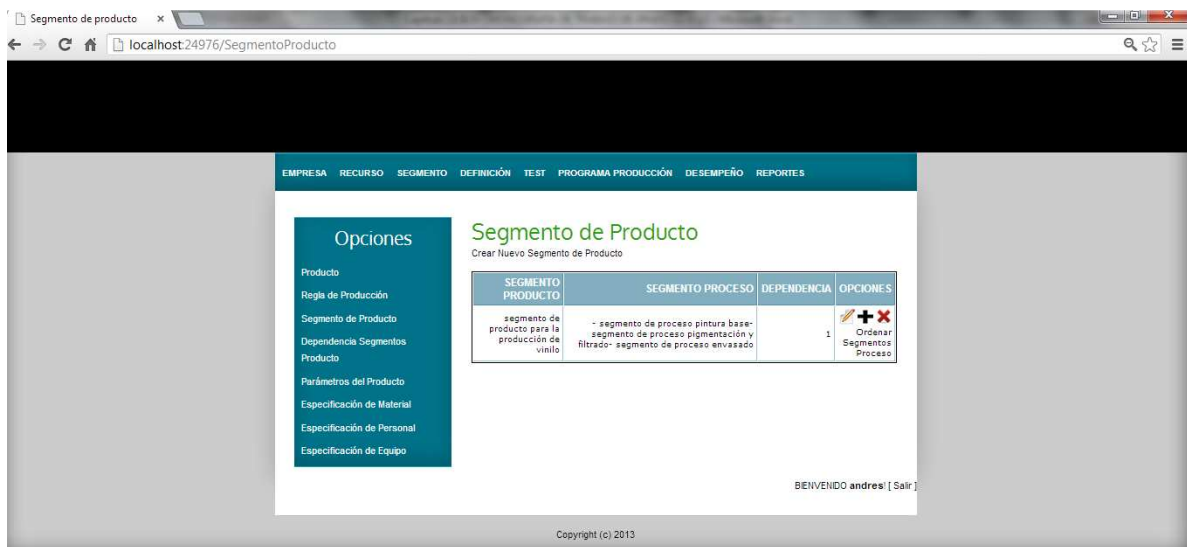 Segmento de producto
localhost:24976/SegmentoProducto
EMPRESA RECURSO SEGMENTO DEFINICIÓN TEST PROGRAMA PRODUCCIÓN DESEMPEÑO REPORTES
Opciones
Producto
Regla de Producción
Segmento de Producto
Dependencia Segmentos
Producto
Parámetros del Producto
Especificación de Material
Especificación de Personal
Especificación de Equipo
Segmento de Producto
Crear Nuevo Segmento de Producto
SEGMENTO
PRODUCTO
SEGMENTO PROCESO
DEPENDENCIA
OPCIONES
segmento de
producto para la
producción de
vinilo
- segmento de proceso pintura base-
segmento de proceso pigmentación y
filtrado- segmento de proceso envasado
1
Ordenar
Segmentos
Proceso
BIENVENIDO andres! [ Salir ]
Copyright (c) 2013